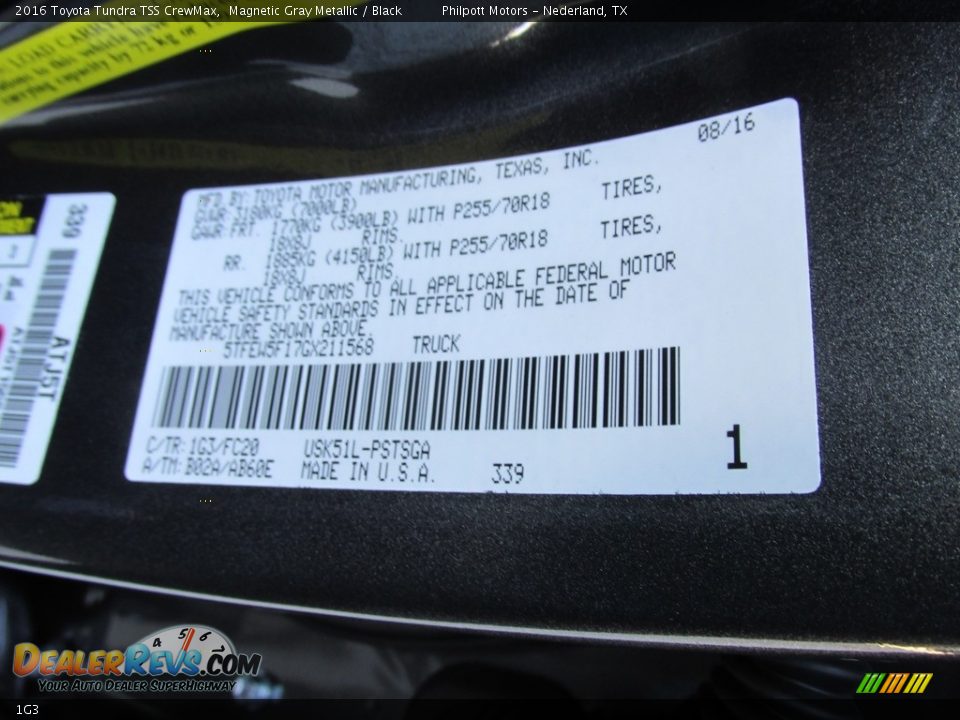 2016 Toyota Tundra TSS CrewMax, Magnetic Gray Metallic / Black Philpott Motors - Nederland, TX
08/16
MFD BY: TOYOTA MOTOR MANUFACTURING, TEXAS, INC.
GVWR: 3180KG (7000LB)
GAWR: FRT. 1770KG (3900LB) WITH P255/70R18 TIRES,
18X8J RIMS.
RR. 1885KG (4150LB) WITH P255/70R18 TIRES,
18X8J RIMS.
THIS VEHICLE CONFORMS TO ALL APPLICABLE FEDERAL MOTOR
VEHICLE SAFETY STANDARDS IN EFFECT ON THE DATE OF
MANUFACTURE SHOWN ABOVE.
5TFEW5F17GX211568 TRUCK
C/TR: 1G3/FC20 USK51L-PSTSGA
A/TM: B02A/AB60E MADE IN U.S.A. 339
1
339
ATJ5T
4 5 6
DealerRevs.com
Your Auto Dealer SuperHighway
1G3